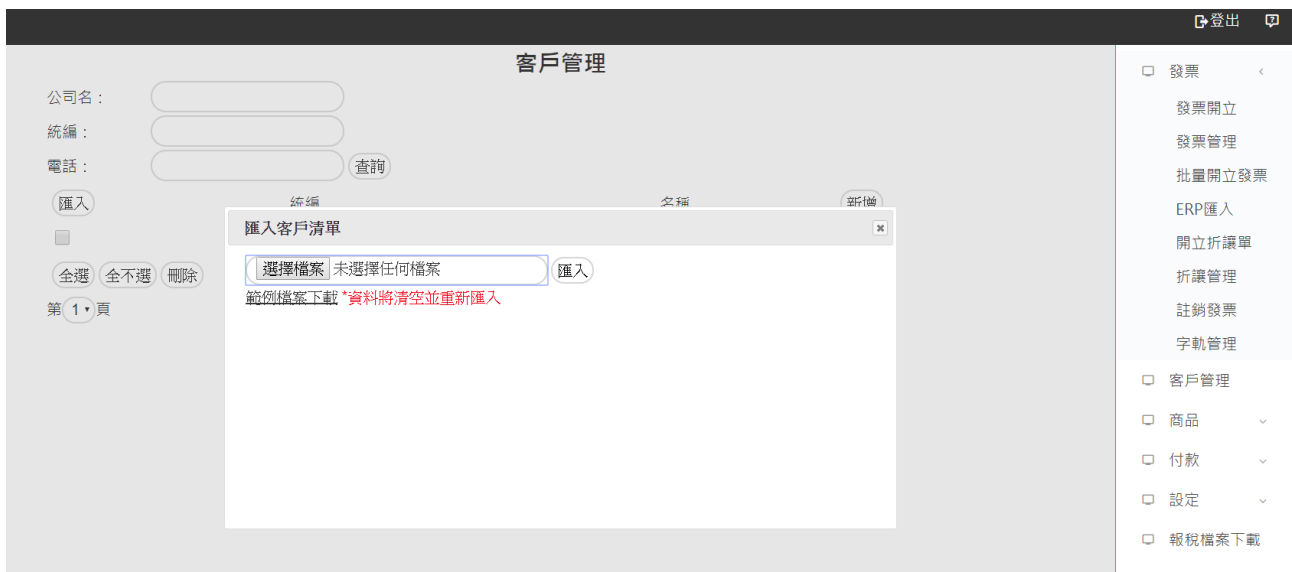 登出
客戶管理
公司名：
統編：
電話： 查詢
匯入 統編 名稱 新增
匯入客戶清單
選擇檔案 未選擇任何檔案 匯入
範例檔案下載 *資料將清空並重新匯入
全選 全不選 刪除
第 1 頁
發票
發票開立
發票管理
批量開立發票
ERP匯入
開立折讓單
折讓管理
註銷發票
字軌管理
客戶管理
商品
付款
設定
報稅檔案下載